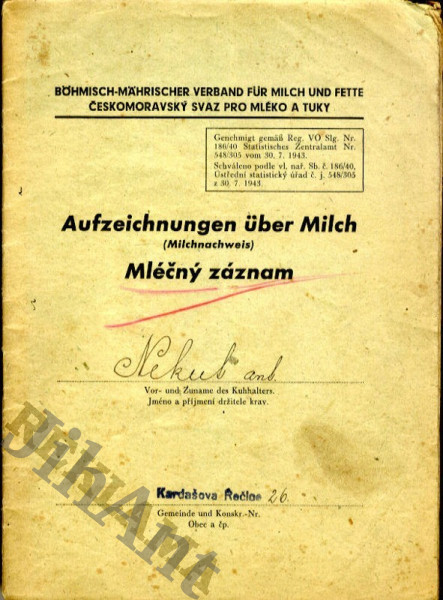 BÖHMISCH-MÄHRISCHER VERBAND FÜR MILCH UND FETTE
ČESKOMORAVSKÝ SVAZ PRO MLÉKO A TUKY
Genehmigt gemäß Reg. VO Slg. Nr.
186/40 Statistisches Zentralamt Nr.
548/305 vom 30. 7. 1943.
Schváleno podle vl. nař. Sb. č. 186/40,
Ústřední statistický úřad č. j. 548/305
z 30. 7. 1943.
Aufzeichnungen über Milch
(Milchnachweis)
Mléčný záznam
Nekut ant.
Vor- und Zuname des Kuhhalters.
Jméno a příjmení držitele krav.
Kardašova Řečice 26.
Gemeinde und Konskr.-Nr.
Obec a čp.
JikiAnt